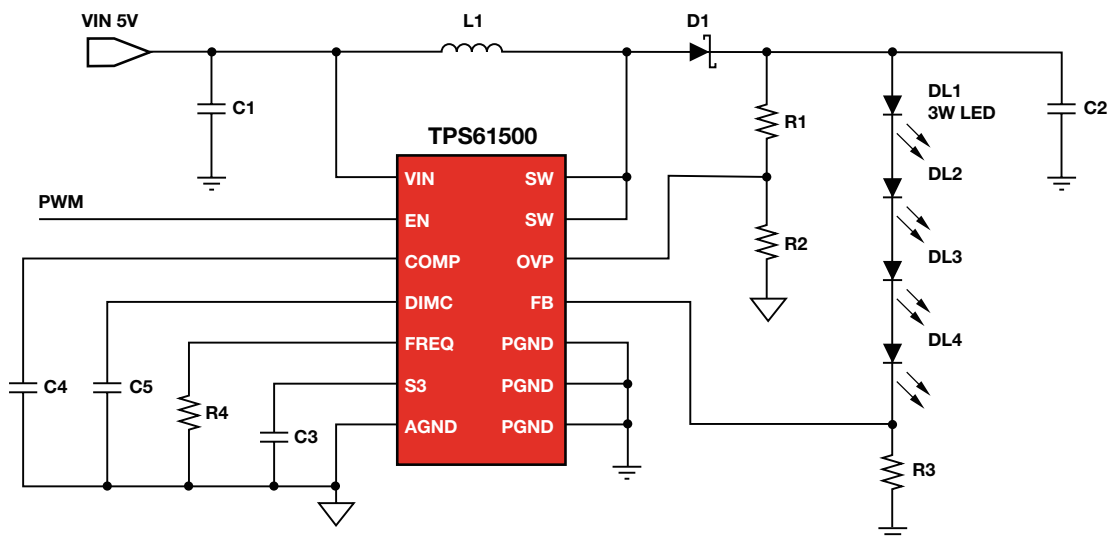 VIN 5V
L1
D1
C1
R1
DL1
3W LED
C2
TPS61500
VIN
SW
DL2
PWM
EN
SW
R2
COMP
OVP
DL3
DIMC
FB
DL4
FREQ
PGND
C4
C5
R4
S3
PGND
C3
AGND
PGND
R3